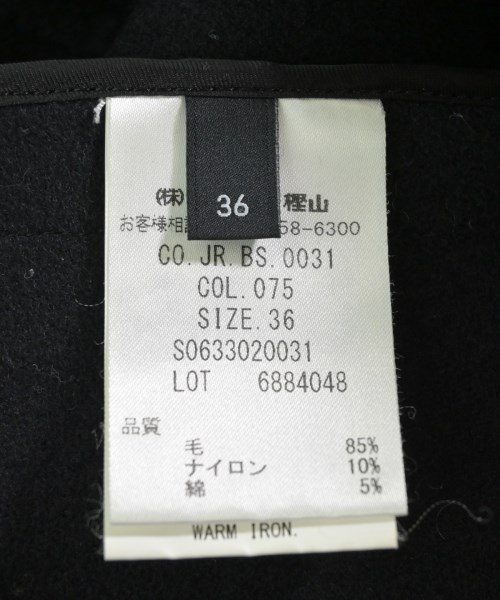 36
(株) 樫山
お客様相談 58-6300
CO.JR.BS.0031
COL.075
SIZE.36
S0633020031
LOT 6884048
品質
毛 85%
ナイロン 10%
綿 5%
WARM IRON.